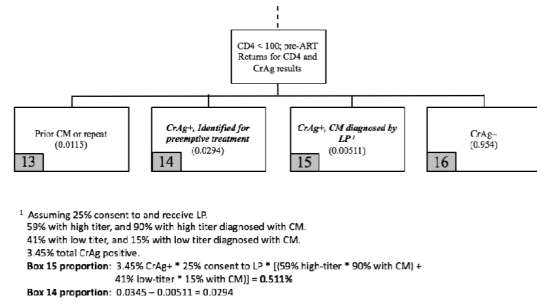 CD4 < 100; pre-ART
Returns for CD4 and
CrAg results
Prior CM or repeat
(0.0115)
13
CrAg+, Identified for
preemptive treatment
(0.0294)
14
CrAg+, CM diagnosed by
LP 1
(0.00511)
15
CrAg−
(0.954)
16
1 Assuming 25% consent to and receive LP.
59% with high titer, and 90% with high titer diagnosed with CM.
41% with low titer, and 15% with low titer diagnosed with CM.
3.45% total CrAg positive.
Box 15 proportion: 3.45% CrAg+ * 25% consent to LP * [(59% high-titer * 90% with CM) +
41% low-titer * 15% with CM)] = 0.511%
Box 14 proportion: 0.0345 – 0.00511 = 0.0294